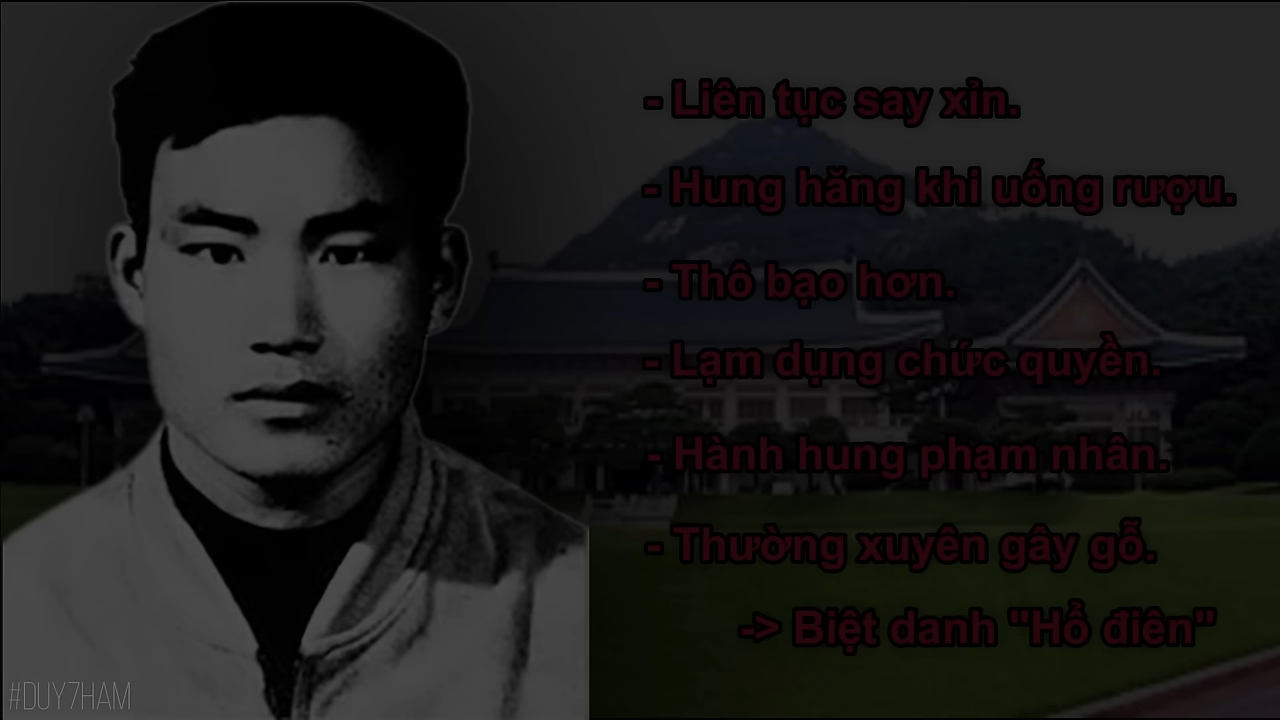 - Liên tục say xỉn.
- Hung hăng khi uống rượu.
- Thô bạo hơn.
- Lạm dụng chức quyền.
- Hành hung phạm nhân.
- Thường xuyên gây gỗ.
-> Biệt danh "Hổ điên"
#DUY7HAM